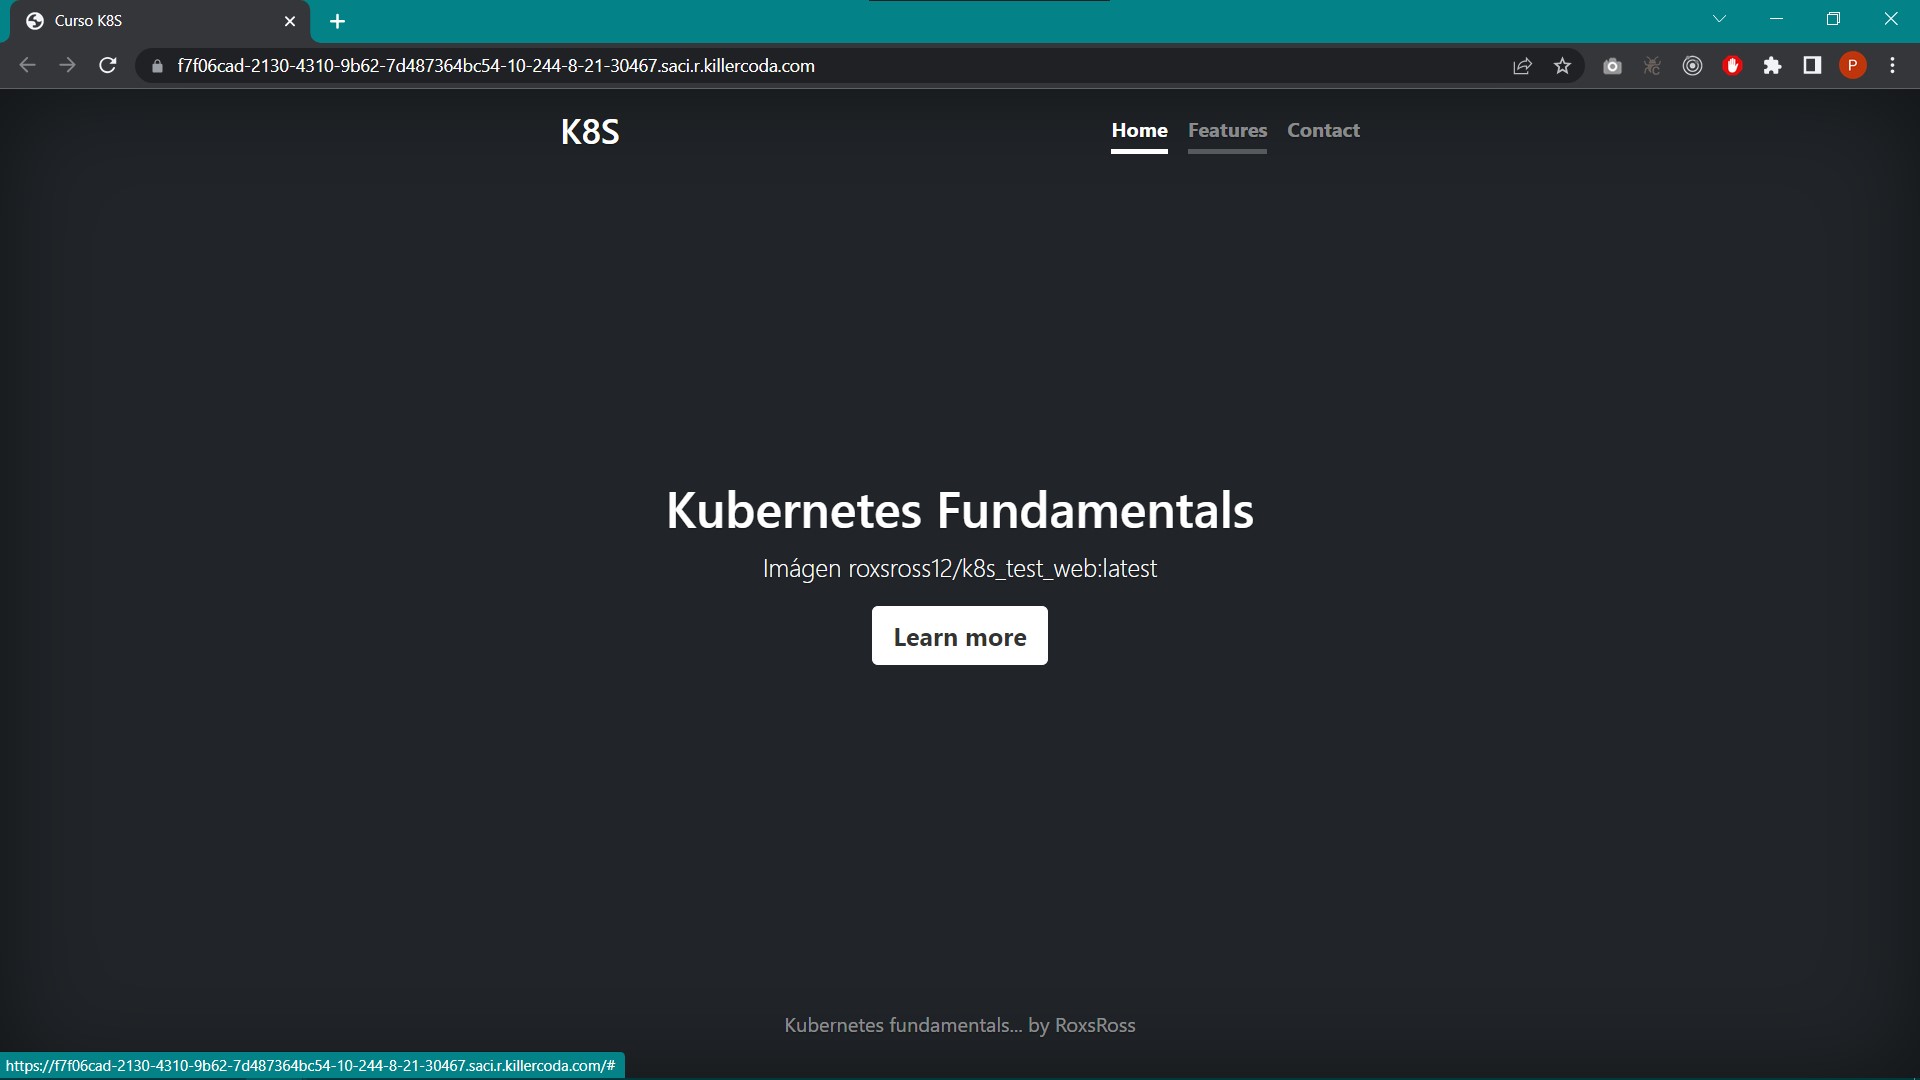 Curso K8S
f7f06cad-2130-4310-9b62-7d487364bc54-10-244-8-21-30467.saci.r.killercoda.com
P
K8S
Home Features Contact
Kubernetes Fundamentals
Imágen roxsross12/k8s_test_web:latest
Learn more
Kubernetes fundamentals... by RoxsRoss
https://f7f06cad-2130-4310-9b62-7d487364bc54-10-244-8-21-30467.saci.r.killercoda.com/#